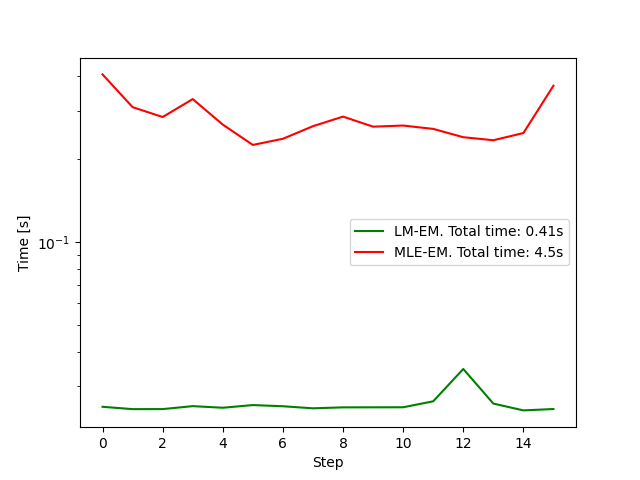 Time [s]
10⁻¹
LM-EM. Total time: 0.41s
MLE-EM. Total time: 4.5s
0 2 4 6 8 10 12 14
Step